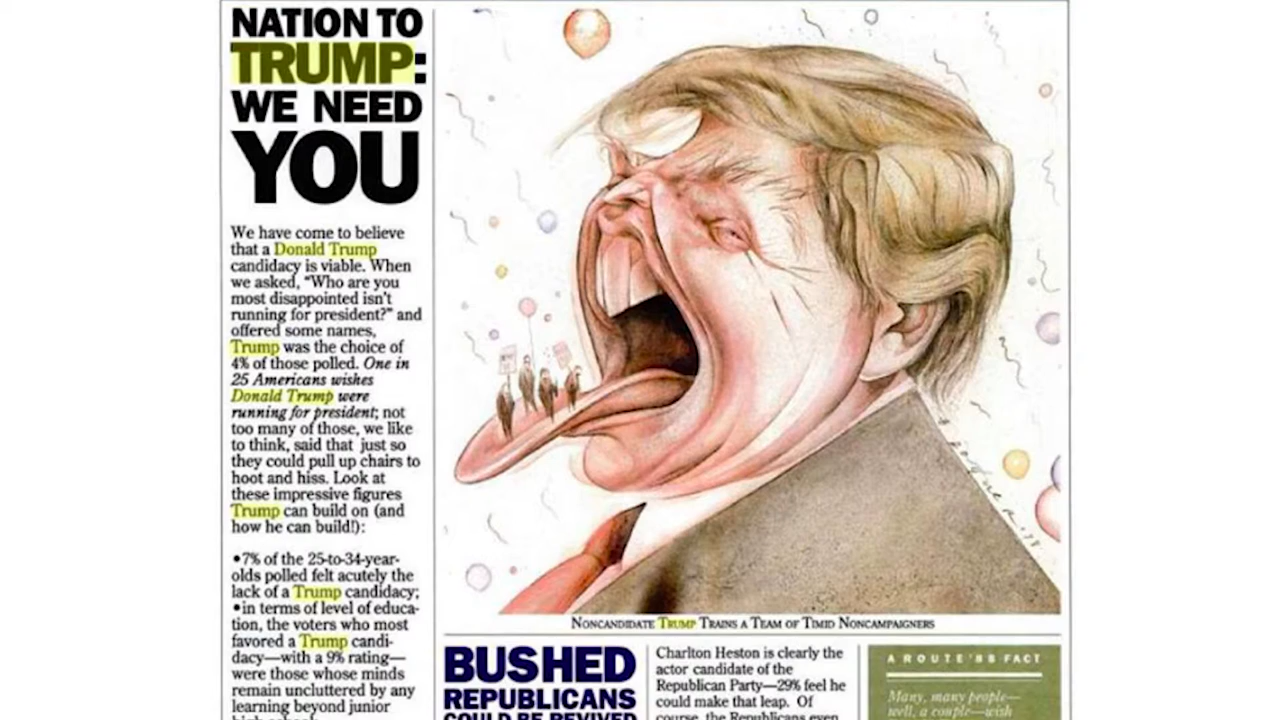 NATION TO
TRUMP:
WE NEED
YOU
We have come to believe
that a Donald Trump
candidacy is viable. When
we asked, “Who are you
most disappointed isn’t
running for president?” and
offered some names,
Trump was the choice of
4% of those polled. One in
25 Americans wishes
Donald Trump were
running for president; not
too many of those, we like
to think, said that just so
they could pull up chairs to
hoot and hiss. Look at
these impressive figures
Trump can build on (and
how he can build!):
•7% of the 25-to-34-year-
olds polled felt acutely the
lack of a Trump candidacy;
•in terms of level of educa-
tion, the voters who most
favored a Trump candi-
dacy—with a 9% rating—
were those whose minds
remain uncluttered by any
learning beyond junior
NONCANDIDATE TRUMP TRAINS A TEAM OF TIMID NONCAMPAIGNERS
BUSHED
REPUBLICANS
COULD BE REVIVED
Charlton Heston is clearly the
actor candidate of the
Republican Party—29% feel he
could make that leap. Of
course, the Republicans even
A ROUTE '88 FACT
Many, many people—
well, a couple—wish